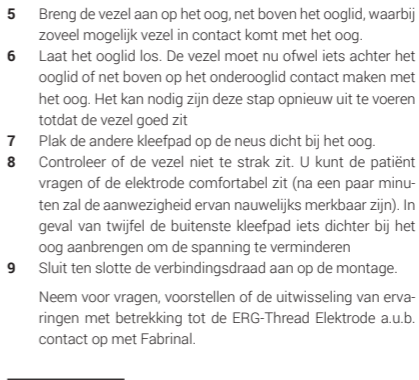 5 Breng de vezel aan op het oog, net boven het ooglid, waarbij
zoveel mogelijk vezel in contact komt met het oog.
6 Laat het ooglid los. De vezel moet nu ofwel iets achter het
ooglid of net boven op het onderooglid contact maken met
het oog. Het kan nodig zijn deze stap opnieuw uit te voeren
totdat de vezel goed zit
7 Plak de andere kleefpad op de neus dicht bij het oog.
8 Controleer of de vezel niet te strak zit. U kunt de patiënt
vragen of de elektrode comfortabel zit (na een paar minu-
ten zal de aanwezigheid ervan nauwelijks merkbaar zijn). In
geval van twijfel de buitenste kleefpad iets dichter bij het
oog aanbrengen om de spanning te verminderen
9 Sluit ten slotte de verbindingsdraad aan op de montage.
Neem voor vragen, voorstellen of de uitwisseling van erva-
ringen met betrekking tot de ERG-Thread Elektrode a.u.b.
contact op met Fabrinal.